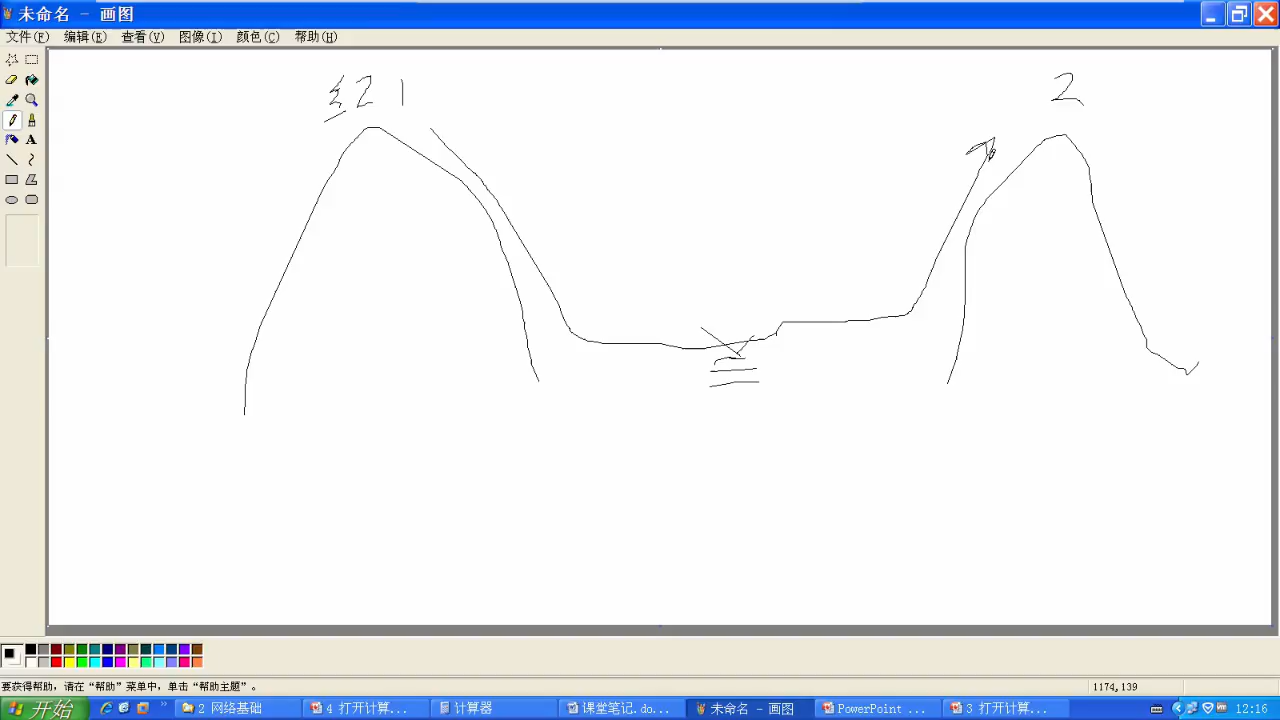 未命名 - 画图
文件(F) 编辑(E) 查看(V) 图像(I) 颜色(C) 帮助(H)
2 1
2
要获得帮助，请在“帮助”菜单中，单击“帮助主题”。
1174,139
开始
2 网络基础
4 打开计算...
计算器
课堂笔记.do...
未命名 - 画图
PowerPoint ...
3 打开计算...
12:16